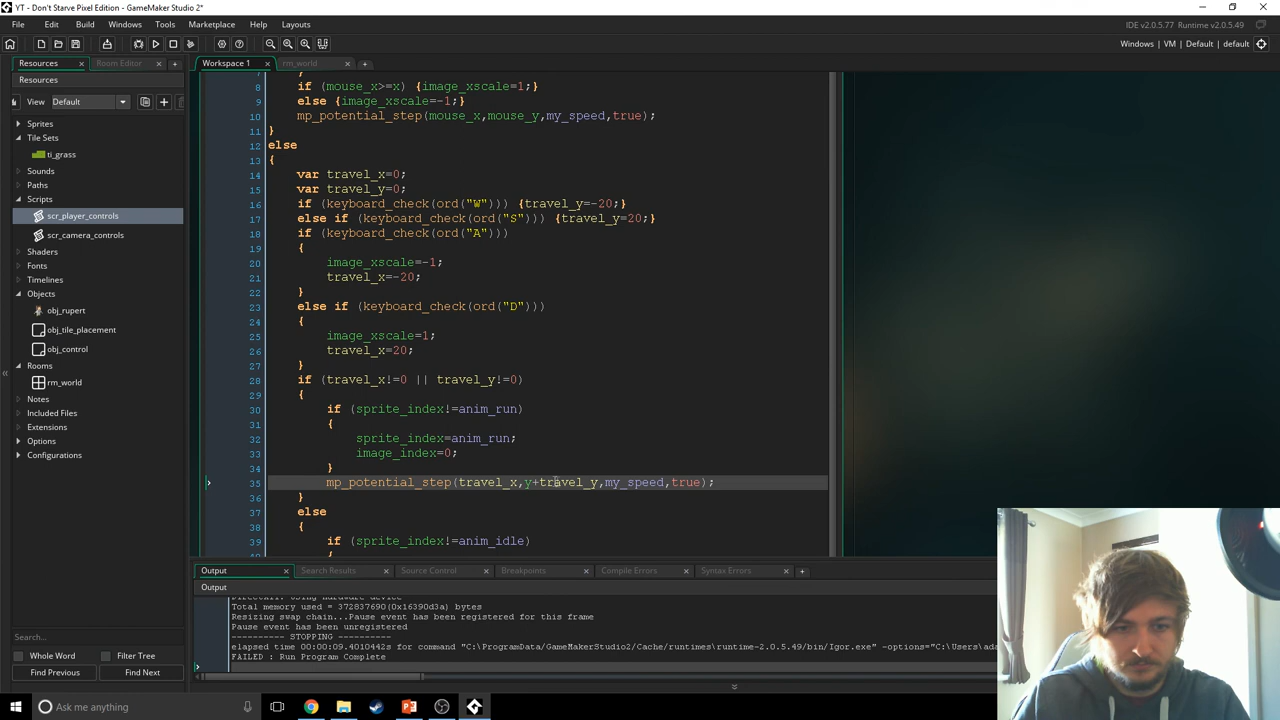 YT - Don't Starve Pixel Edition - GameMaker Studio 2*
File Edit Build Windows Tools Marketplace Help Layouts
IDE v2.0.5.77 Runtime v2.0.5.49
Windows | VM | Default | default
Resources Room Editor +
Workspace 1 rm_world +
Resources
View Default
Sprites
Tile Sets
ti_grass
Sounds
Paths
Scripts
scr_player_controls
scr_camera_controls
Shaders
Fonts
Timelines
Objects
obj_rupert
obj_tile_placement
obj_control
Rooms
rm_world
Notes
Included Files
Extensions
Options
Configurations
Search...
Whole Word Filter Tree
Find Previous Find Next
7 }
8 if (mouse_x>=x) {image_xscale=1;}
9 else {image_xscale=-1;}
10 mp_potential_step(mouse_x,mouse_y,my_speed,true);
11 }
12 else
13 {
14 var travel_x=0;
15 var travel_y=0;
16 if (keyboard_check(ord("W"))) {travel_y=-20;}
17 else if (keyboard_check(ord("S"))) {travel_y=20;}
18 if (keyboard_check(ord("A")))
19 {
20 image_xscale=-1;
21 travel_x=-20;
22 }
23 else if (keyboard_check(ord("D")))
24 {
25 image_xscale=1;
26 travel_x=20;
27 }
28 if (travel_x!=0 || travel_y!=0)
29 {
30 if (sprite_index!=anim_run)
31 {
32 sprite_index=anim_run;
33 image_index=0;
34 }
35 mp_potential_step(travel_x,y+travel_y,my_speed,true);
36 }
37 else
38 {
39 if (sprite_index!=anim_idle)
Output Search Results Source Control Breakpoints Compile Errors Syntax Errors +
Output
Total memory used = 372837690(0x16390d3a) bytes
Resizing swap chain...Pause event has been registered for this frame
Pause event has been unregistered
---------- STOPPING ----------
elapsed time 00:00:09.4010442s for command "C:\ProgramData/GameMakerStudio2/Cache/runtimes\runtime-2.0.5.49/bin/Igor.exe" -options="C:\Users\ada
FAILED : Run Program Complete
Ask me anything